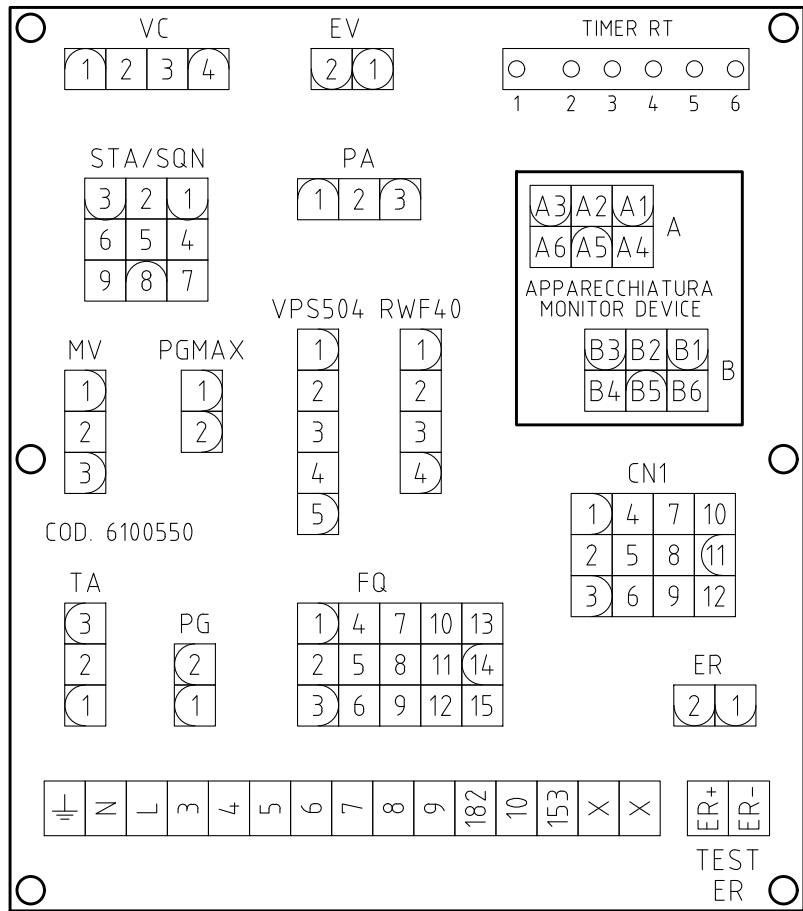 VC
1 2 3 4
EV
2 1
TIMER RT
1 2 3 4 5 6
STA/SQN
3 2 1
6 5 4
9 8 7
PA
1 2 3
A3 A2 A1
A6 A5 A4
A
APPARECCHIATURA
MONITOR DEVICE
B3 B2 B1
B4 B5 B6
B
MV
1
2
3
PGMAX
1
2
VPS504
1
2
3
4
5
RWF40
1
2
3
4
CN1
1 4 7 10
2 5 8 11
3 6 9 12
COD. 6100550
TA
3
2
1
PG
2
1
FQ
1 4 7 10 13
2 5 8 11 14
3 6 9 12 15
ER
2 1
N L 3 4 5 6 7 8 9 182 10 153 X X
ER+ ER-
TEST
ER